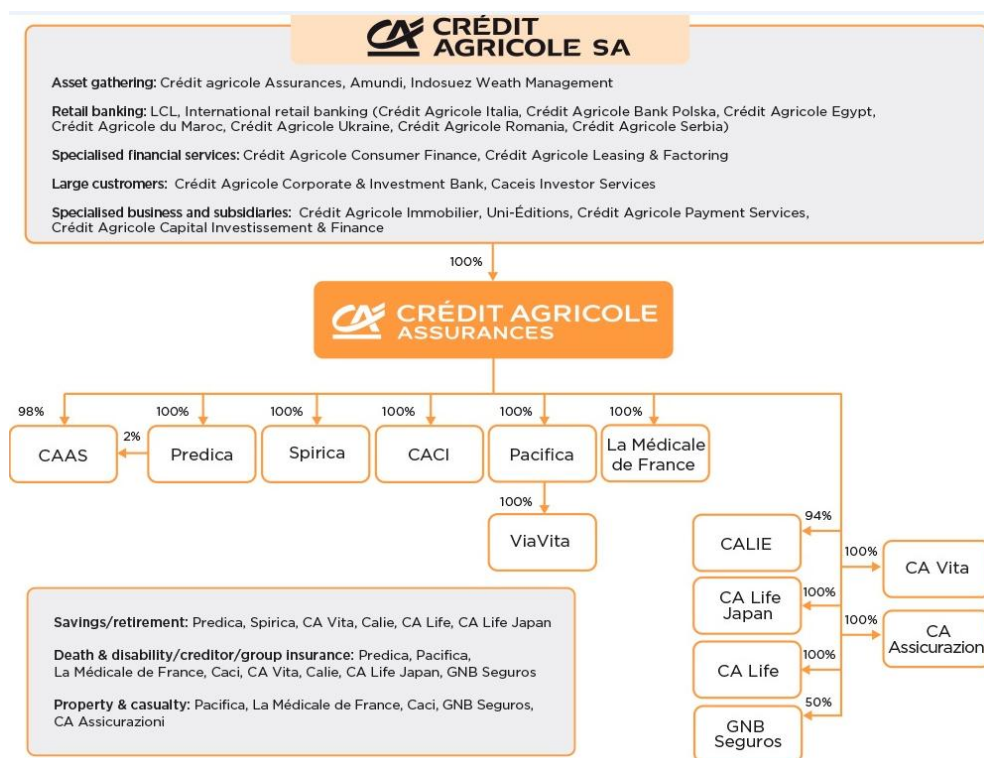 CRÉDIT
AGRICOLE SA
Asset gathering: Crédit agricole Assurances, Amundi, Indosuez Weath Management
Retail banking: LCL, International retail banking (Crédit Agricole Italia, Crédit Agricole Bank Polska, Crédit Agricole Egypt,
Crédit Agricole du Maroc, Crédit Agricole Ukraine, Crédit Agricole Romania, Crédit Agricole Serbia)
Specialised financial services: Crédit Agricole Consumer Finance, Crédit Agricole Leasing & Factoring
Large customers: Crédit Agricole Corporate & Investment Bank, Caceis Investor Services
Specialised business and subsidiaries: Crédit Agricole Immobilier, Uni-Éditions, Crédit Agricole Payment Services,
Crédit Agricole Capital Investissement & Finance
100%
CRÉDIT AGRICOLE
ASSURANCES
98%
100%
100%
100%
100%
100%
CAAS
2%
Predica
Spirica
CACI
Pacifica
La Médicale
de France
100%
ViaVita
94%
CALIE
100%
CA Vita
100%
CA Life
Japan
100%
CA
Assicurazion
100%
CA Life
50%
GNB
Seguros
Savings/retirement: Predica, Spirica, CA Vita, Calie, CA Life, CA Life Japan
Death & disability/creditor/group insurance: Predica, Pacifica,
La Médicale de France, Caci, CA Vita, Calie, CA Life Japan, GNB Seguros
Property & casualty: Pacifica, La Médicale de France, Caci, GNB Seguros,
CA Assicurazioni